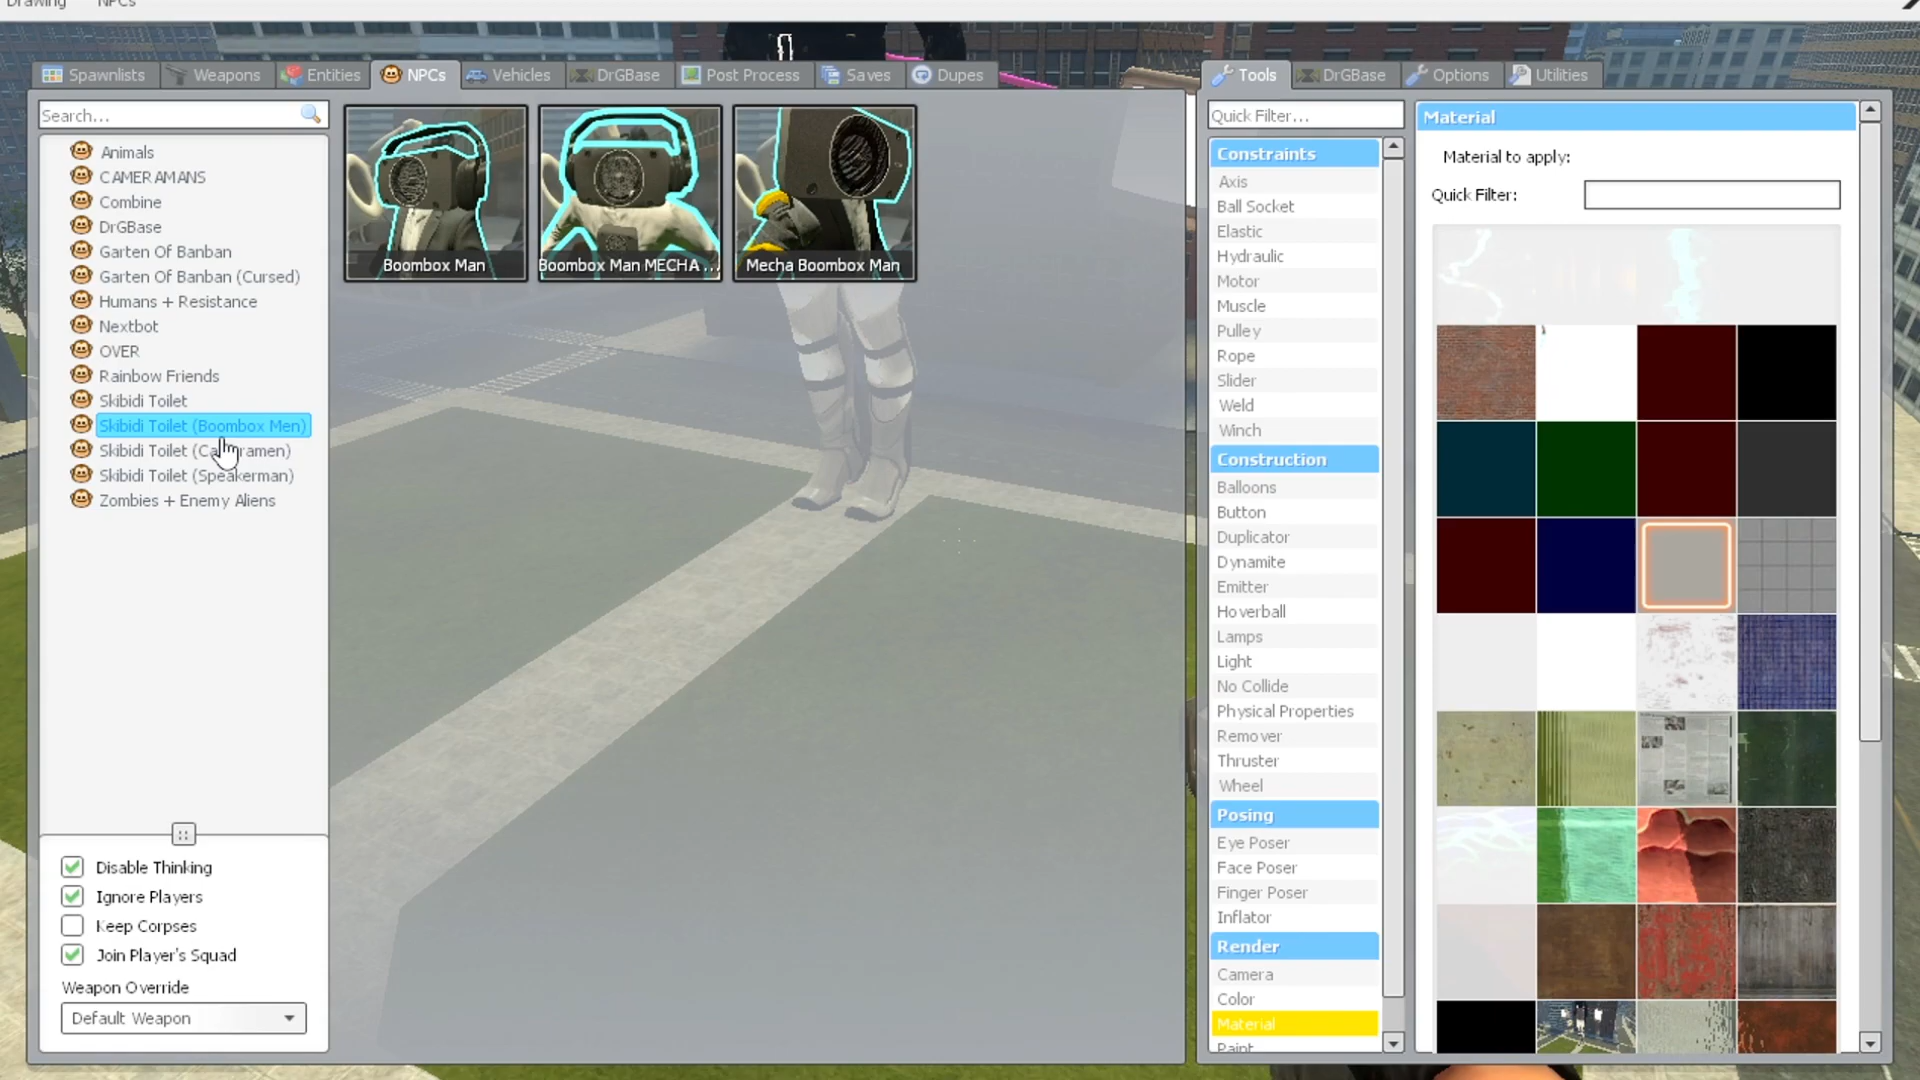 Drawing NPCs
Spawnlists Weapons Entities NPCs Vehicles DrGBase Post Process Saves Dupes
Search...
Animals
CAMERAMANS
Combine
DrGBase
Garten Of Banban
Garten Of Banban (Cursed)
Humans + Resistance
Nextbot
OVER
Rainbow Friends
Skibidi Toilet
Skibidi Toilet (Boombox Men)
Skibidi Toilet
Skibidi Toilet (Speakerman)
Zombies + Enemy Aliens
Disable Thinking
Ignore Players
Keep Corpses
Join Player's Squad
Weapon Override
Default Weapon
Boombox Man
Boombox Man MECHA ...
Mecha Boombox Man
Tools DrGBase Options Utilities
Quick Filter...
Constraints
Axis
Ball Socket
Elastic
Hydraulic
Motor
Muscle
Pulley
Rope
Slider
Weld
Winch
Construction
Balloons
Button
Duplicator
Dynamite
Emitter
Hoverball
Lamps
Light
No Collide
Physical Properties
Remover
Thruster
Wheel
Posing
Eye Poser
Face Poser
Finger Poser
Inflator
Render
Camera
Color
Material
Paint
Material
Material to apply:
Quick Filter: